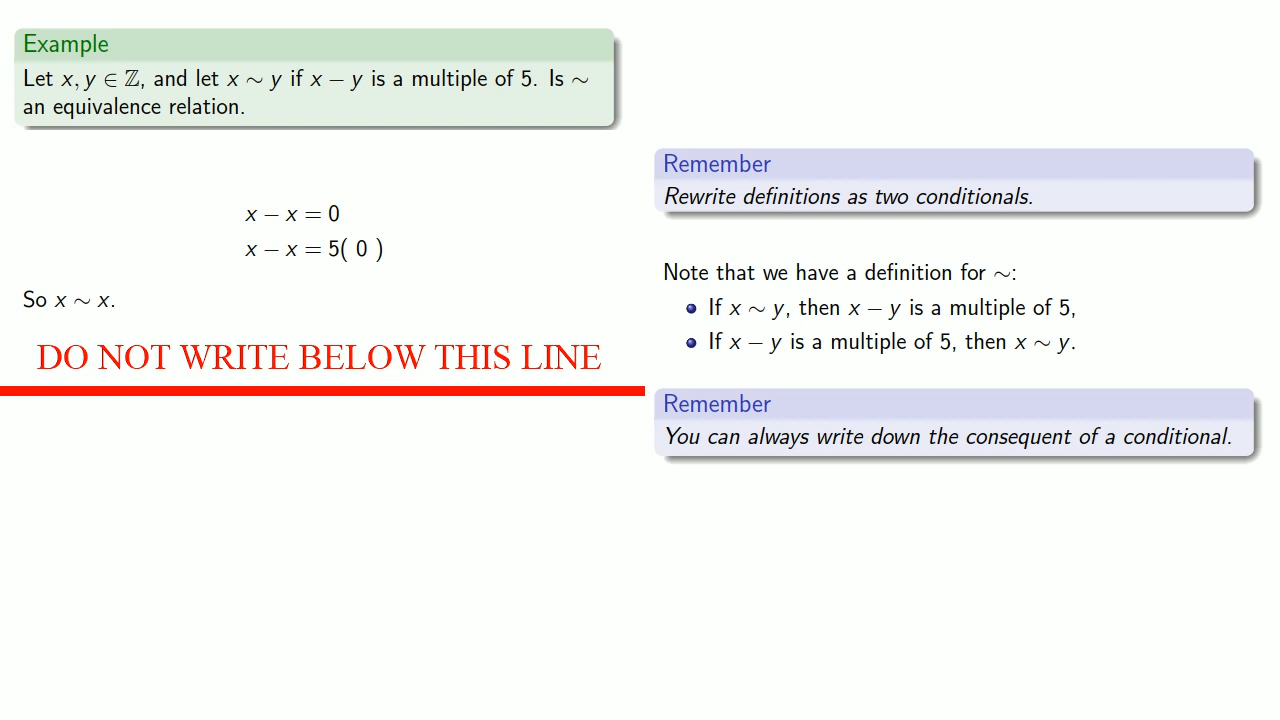 Example
Let x, y ∈ ℤ, and let x ∼ y if x − y is a multiple of 5. Is ∼
an equivalence relation.
x − x = 0
x − x = 5( 0 )
So x ∼ x.
DO NOT WRITE BELOW THIS LINE
Remember
Rewrite definitions as two conditionals.
Note that we have a definition for ∼:
• If x ∼ y, then x − y is a multiple of 5,
• If x − y is a multiple of 5, then x ∼ y.
Remember
You can always write down the consequent of a conditional.